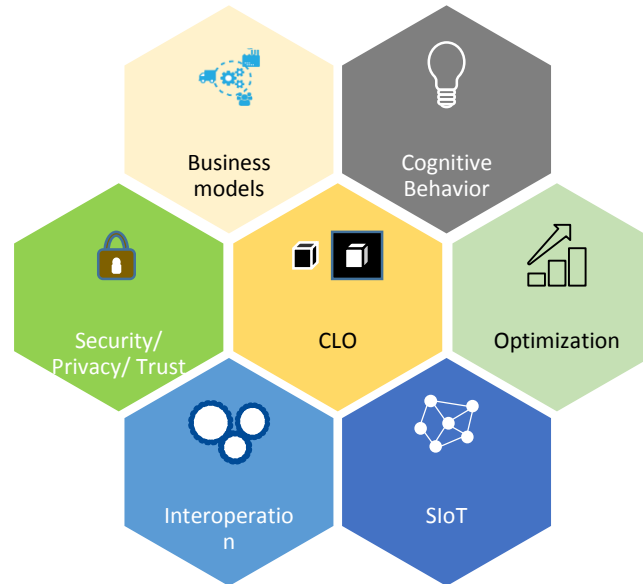 Business
models
Cognitive
Behavior
Security/
Privacy/ Trust
CLO
Optimization
Interoperatio
n
SIoT